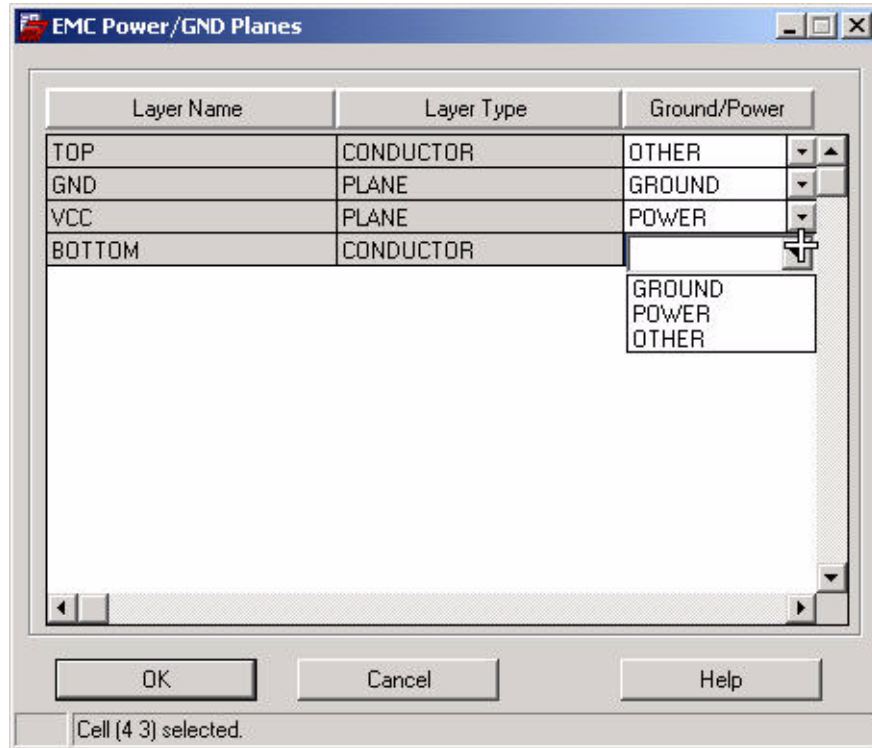 EMC Power/GND Planes
Layer Name Layer Type Ground/Power
TOP CONDUCTOR OTHER
GND PLANE GROUND
VCC PLANE POWER
BOTTOM CONDUCTOR
GROUND
POWER
OTHER
OK Cancel Help
Cell (4 3) selected.